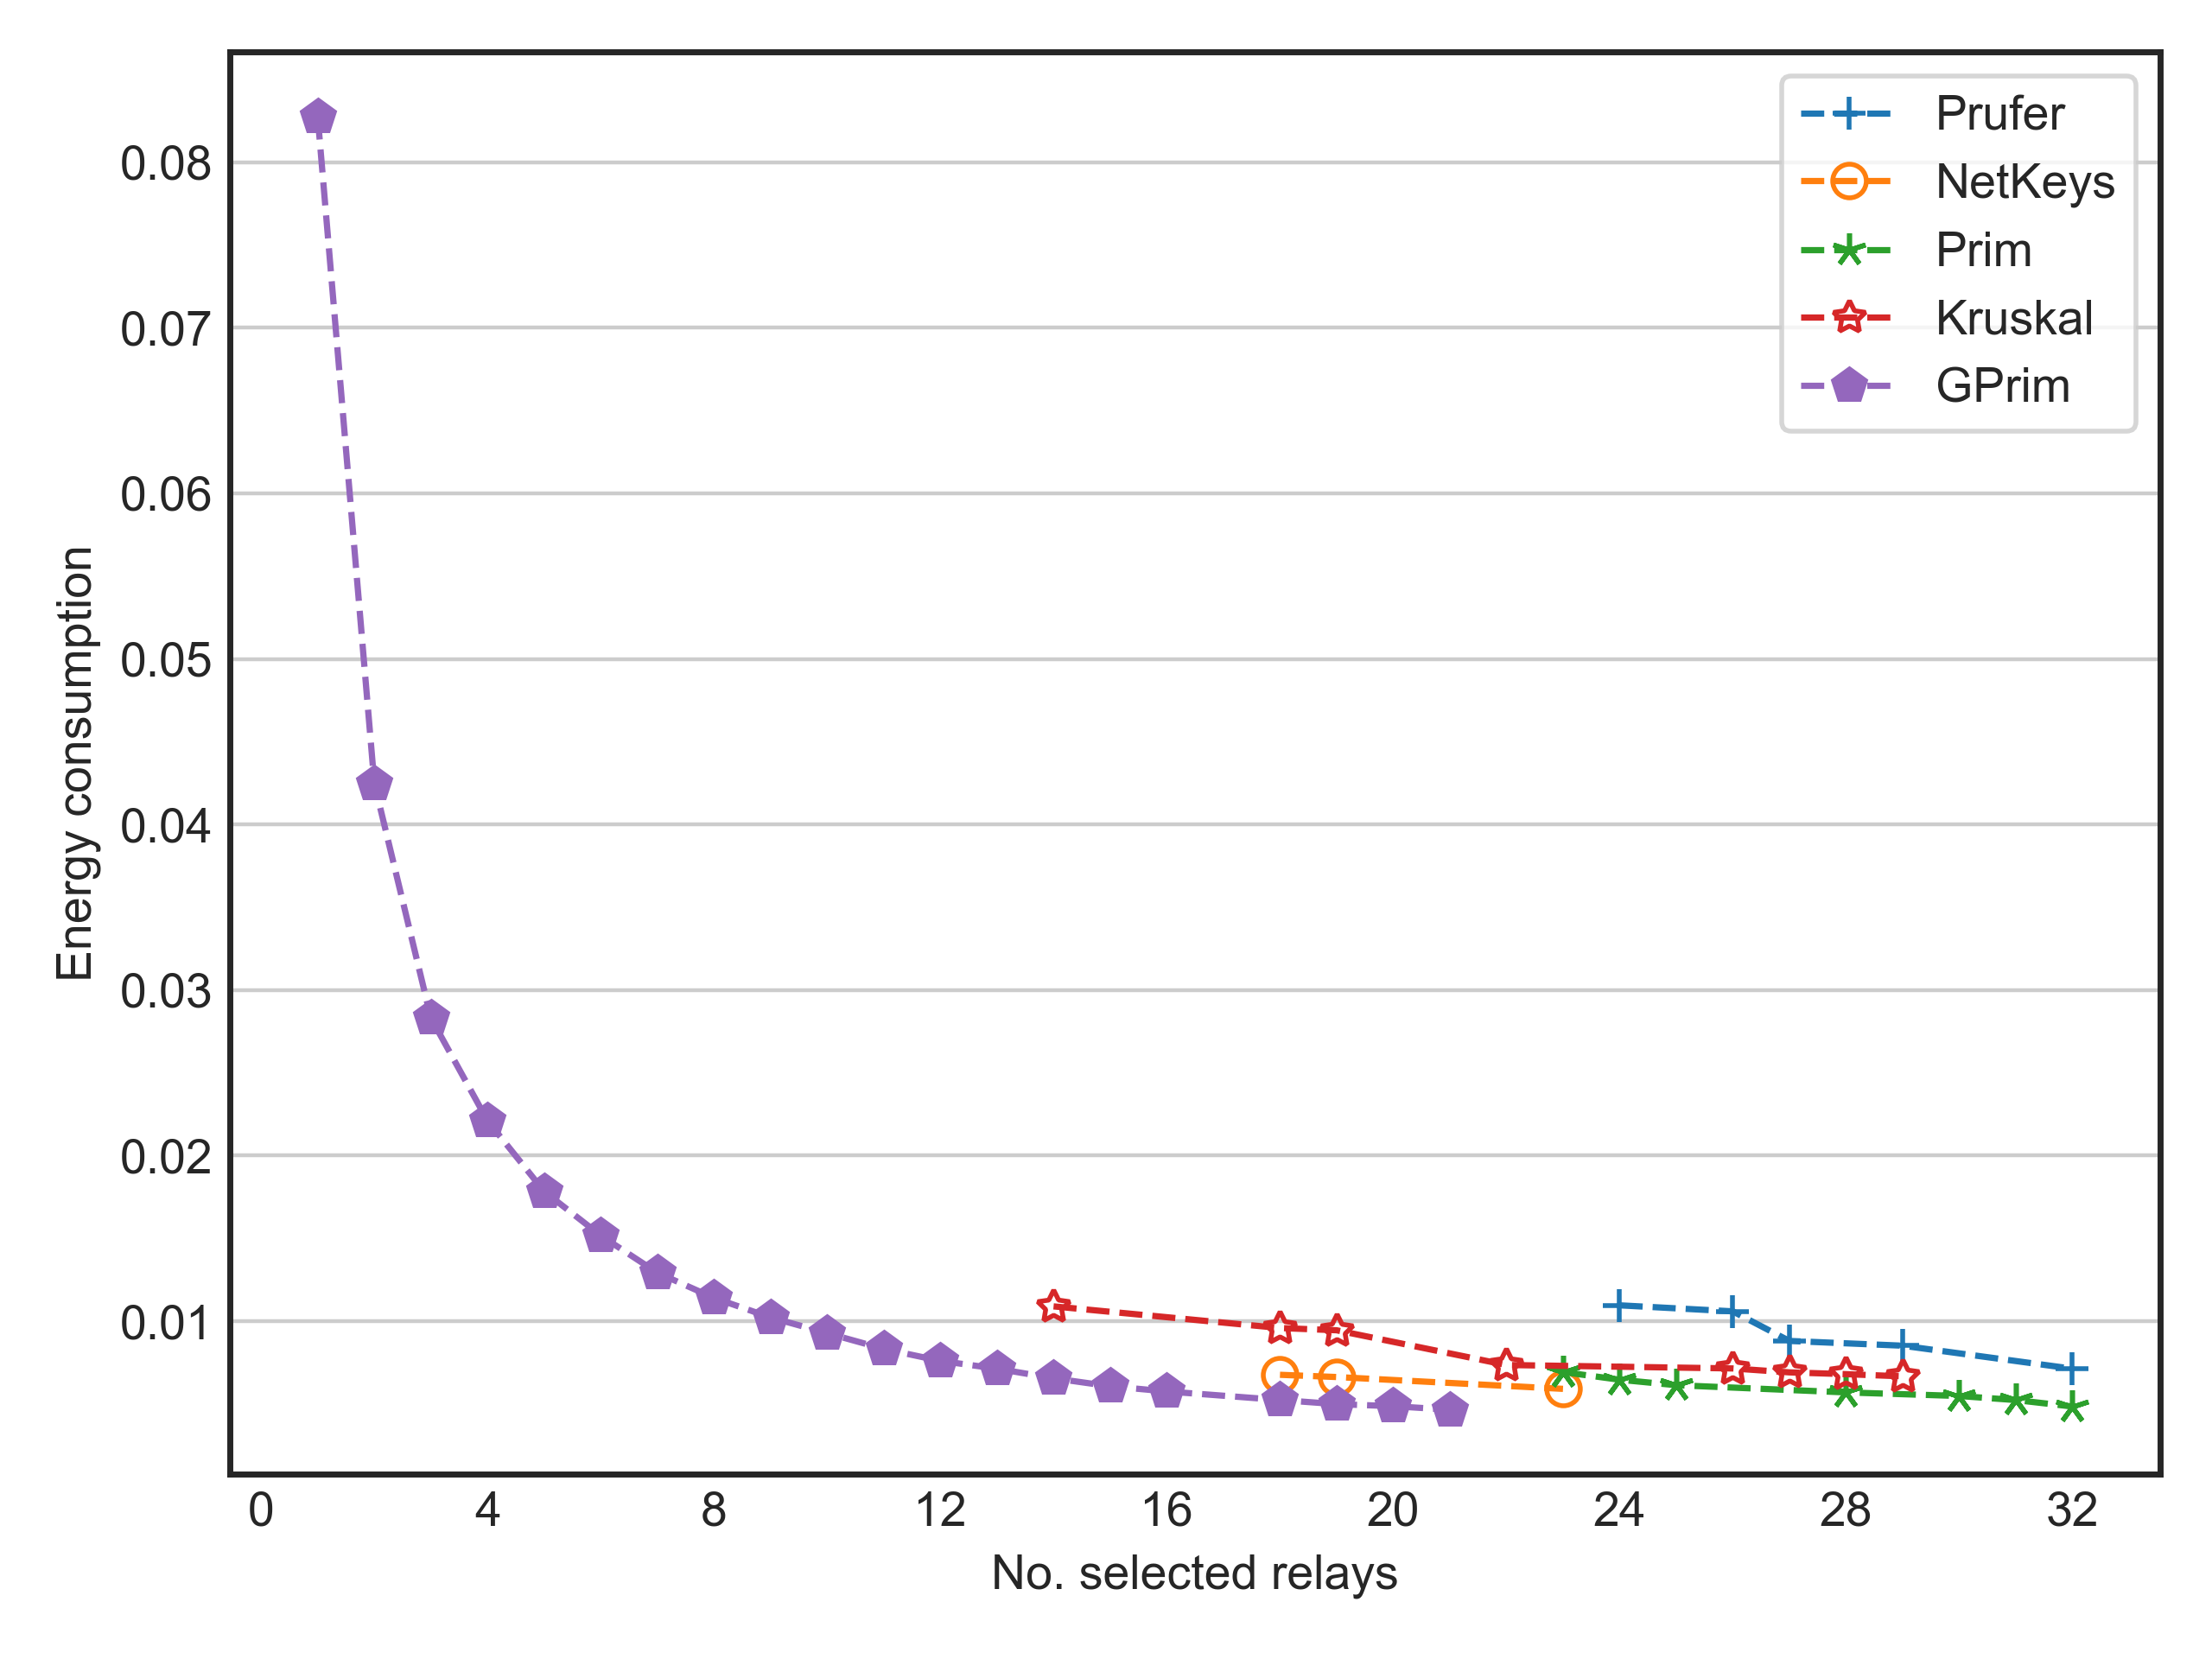 Energy consumption
0.08
0.07
0.06
0.05
0.04
0.03
0.02
0.01
Prufer
NetKeys
Prim
Kruskal
GPrim
0 4 8 12 16 20 24 28 32
No. selected relays